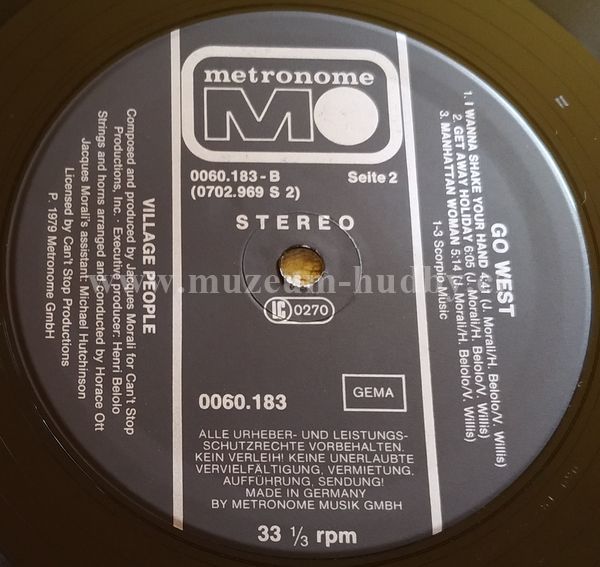 metronome
M
0060.183-B Seite 2
(0702.969 S 2)
STEREO
LC 0270
0060.183
GEMA
ALLE URHEBER- UND LEISTUNGS-
SCHUTZRECHTE VORBEHALTEN.
KEIN VERLEIH! KEINE UNERLAUBTE
VERVIELFÄLTIGUNG, VERMIETUNG.
AUFFÜHRUNG, SENDUNG!
MADE IN GERMANY
BY METRONOME MUSIK GMBH
33 1/3 rpm
GO WEST
1. I WANNA SHAKE YOUR HAND 4:41 (J. Morali/H. Belolo/V. Willis)
2. GET AWAY HOLIDAY 6:05 (J. Morali/H. Belolo/V. Willis)
3. MANHATTAN WOMAN 5:14 (J. Morali/H. Belolo/V. Willis)
1-3 Scorpio Music
VILLAGE PEOPLE
Composed and produced by Jacques Morali for Can't Stop
Productions, Inc. · Executive producer: Henri Belolo
Strings and horns arranged and conducted by Horace Ott
Jacques Morali's assistant: Michael Hutchinson
Licensed by Can't Stop Productions
P. 1979 Metronome GmbH
www.muzeum-hudby